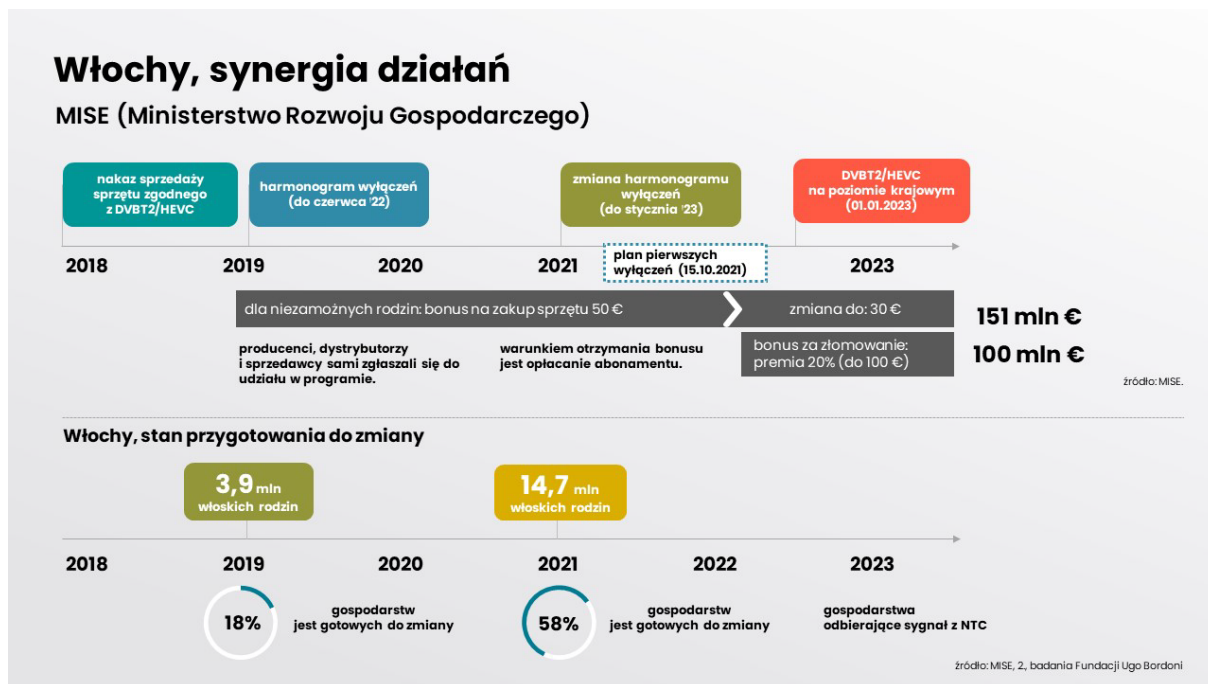 Włochy, synergia działań
MISE (Ministerstwo Rozwoju Gospodarczego)
nakaz sprzedaży
sprzętu zgodnego
z DVBT2/HEVC
harmonogram wyłączeń
(do czerwca '22)
zmiana harmonogramu
wyłączeń
(do stycznia '23)
DVBT2/HEVC
na poziomie krajowym
(01.01.2023)
2018
2019
2020
2021
plan pierwszych
wyłączeń (15.10.2021)
2023
dla niezamożnych rodzin: bonus na zakup sprzętu 50 €
zmiana do: 30 €
151 mln €
producenci, dystrybutorzy
i sprzedawcy sami zgłaszali się do
udziału w programie.
warunkiem otrzymania bonusu
jest opłacanie abonamentu.
bonus za złomowanie:
premia 20% (do 100 €)
100 mln €
źródło: MISE.
Włochy, stan przygotowania do zmiany
3,9 mln
włoskich rodzin
14,7 mln
włoskich rodzin
2018
2019
2020
2021
2022
2023
18%
gospodarstw
jest gotowych do zmiany
58%
gospodarstw
jest gotowych do zmiany
gospodarstwa
odbierające sygnał z NTC
źródło: MISE, 2., badania Fundacji Ugo Bordoni